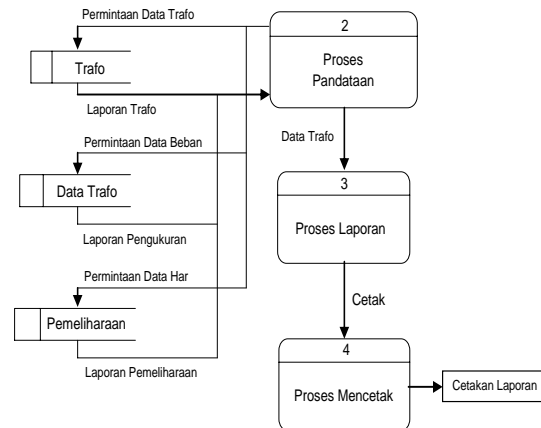 Permintaan Data Trafo
2
Trafo
Proses
Pandataan
Laporan Trafo
Permintaan Data Beban
Data Trafo
3
Data Trafo
Proses Laporan
Laporan Pengukuran
Permintaan Data Har
Cetak
Pemeliharaan
4
Laporan Pemeliharaan
Proses Mencetak
Cetakan Laporan